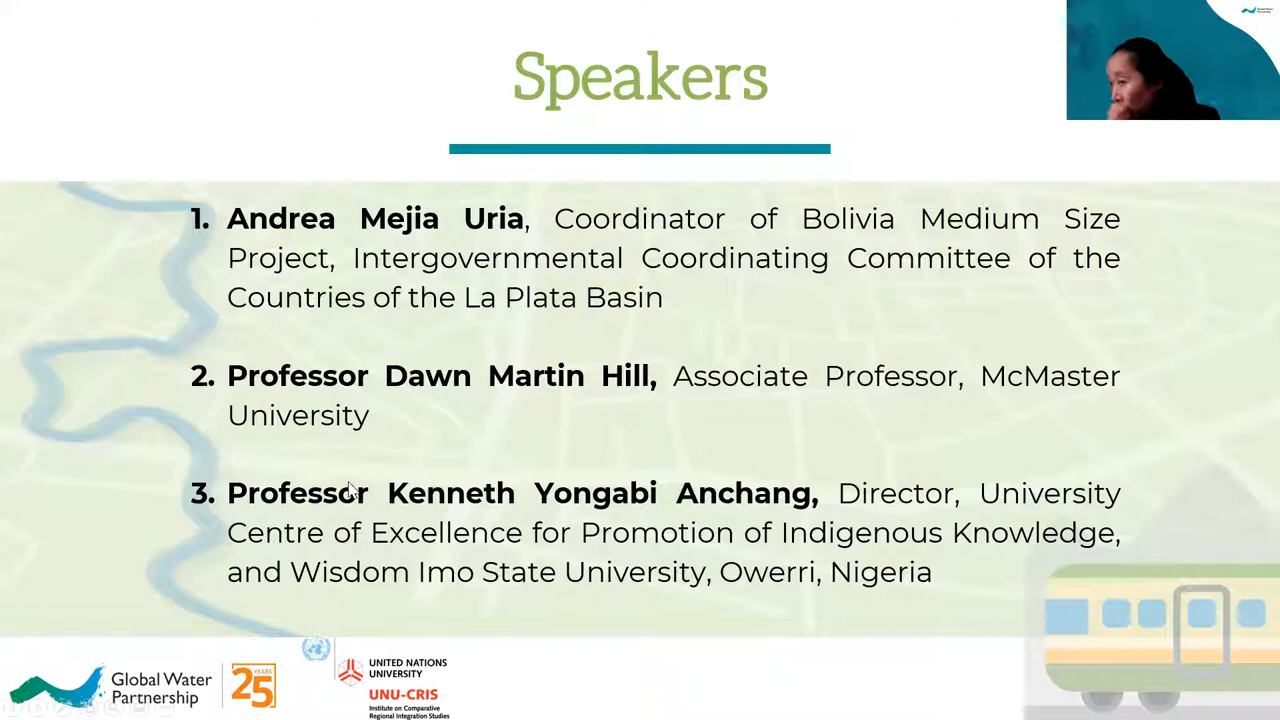 Speakers
1. Andrea Mejia Uria, Coordinator of Bolivia Medium Size
Project, Intergovernmental Coordinating Committee of the
Countries of the La Plata Basin
2. Professor Dawn Martin Hill, Associate Professor, McMaster
University
3. Professor Kenneth Yongabi Anchang, Director, University
Centre of Excellence for Promotion of Indigenous Knowledge,
and Wisdom Imo State University, Owerri, Nigeria
Global Water
Partnership
25
YEARS
UNITED NATIONS
UNIVERSITY
UNU-CRIS
Institute on Comparative
Regional Integration Studies